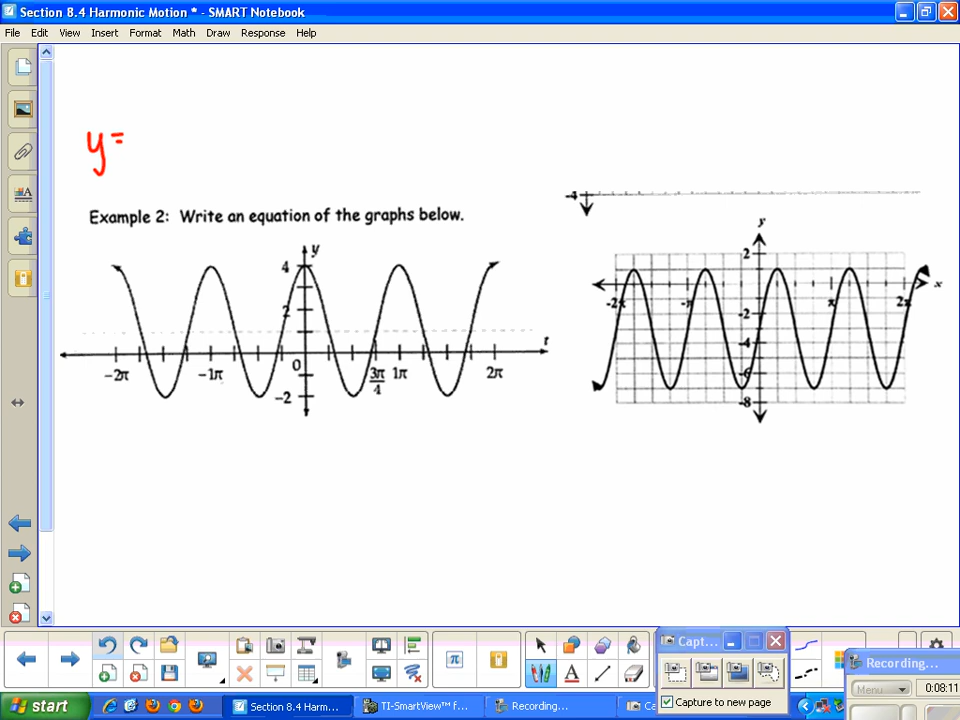 Section 8.4 Harmonic Motion * - SMART Notebook
File Edit View Insert Format Math Draw Response Help
y=
Example 2: Write an equation of the graphs below.
y
4
2
0
-2
-2π
-1π
3π
4
1π
2π
t
-4
y
2
-2
-4
-6
-8
-2π
-π
π
2π
x
π
A
Capt...
Capture to new page
Recording...
Menu
0:08:11
start
Section 8.4 Harm...
TI-SmartView™ f...
Recording...
Ca